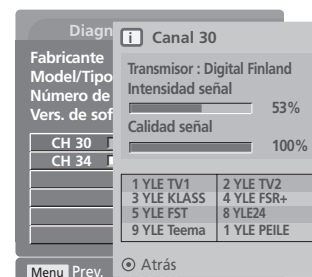 Diagn
Fabricante
Model/Tipo
Número de
Vers. de sof
CH 30
CH 34
Menu Prev.
i Canal 30
Transmisor : Digital Finland
Intensidad señal
53%
Calidad señal
100%
1 YLE TV1 2 YLE TV2
3 YLE KLASS 4 YLE FSR+
5 YLE FST 8 YLE24
9 YLE Teema 1 YLE PEILE
Atrás